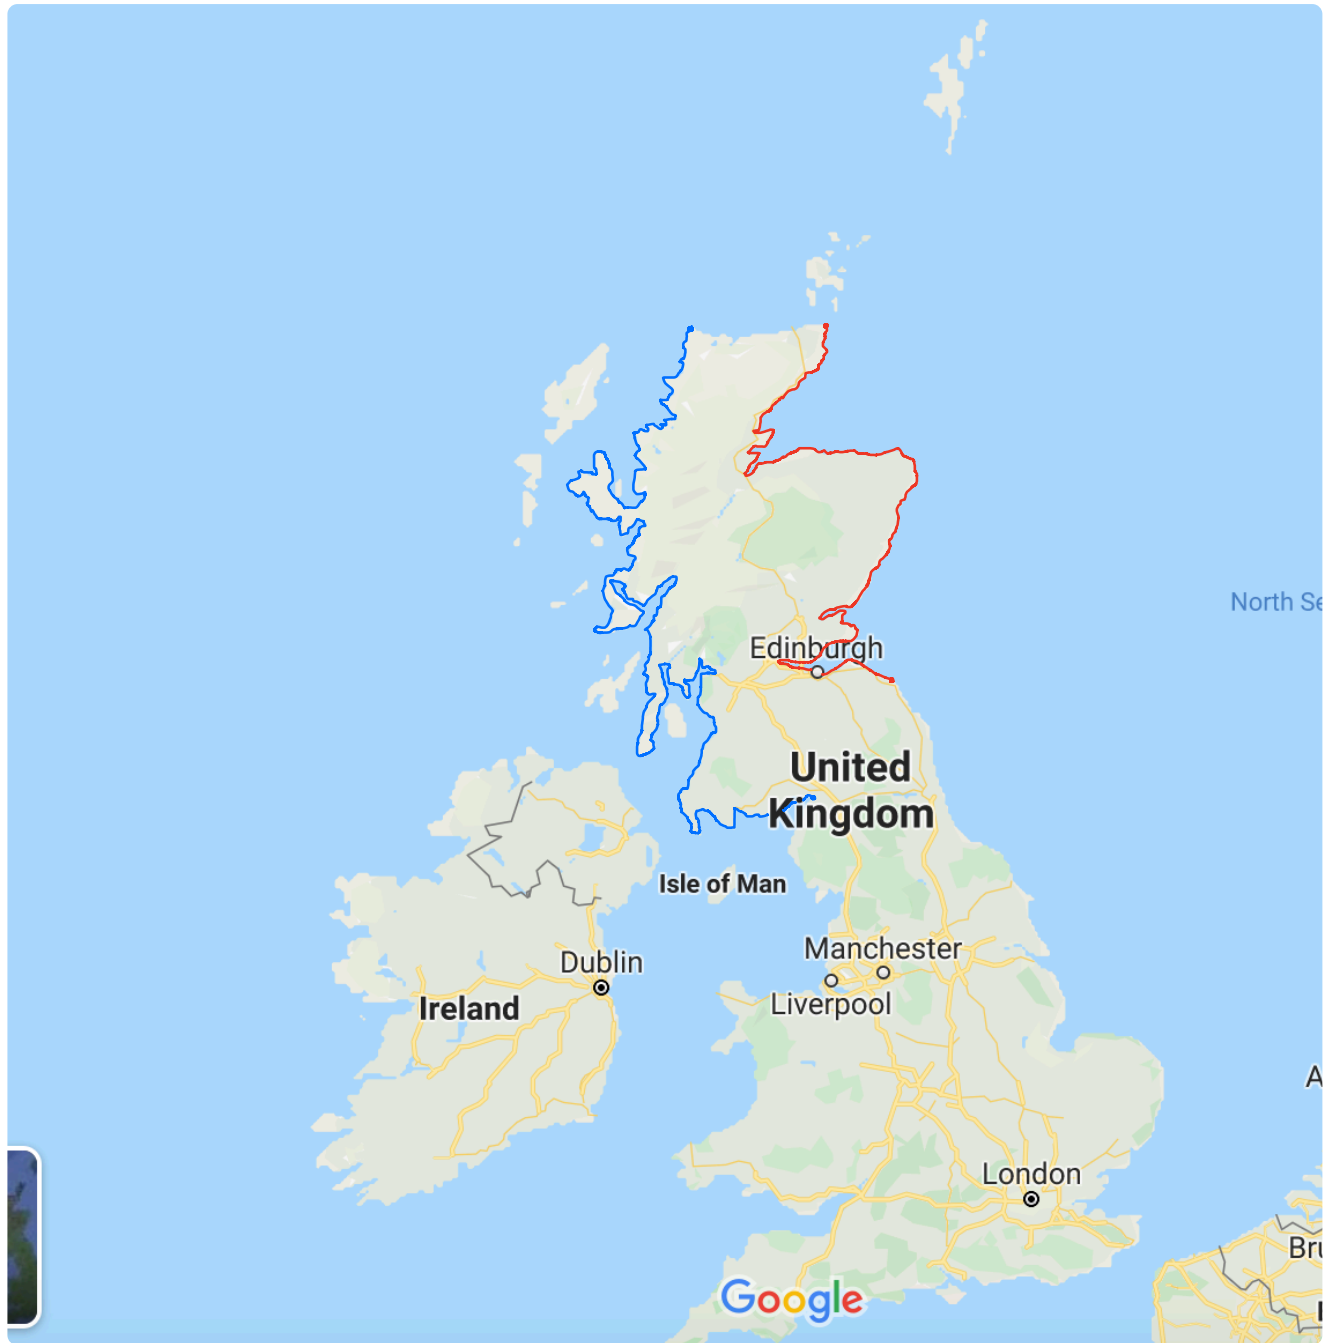 North Se
Edinburgh
United
Kingdom
Isle of Man
Manchester
Dublin
Liverpool
Ireland
A
London
Bru
Google